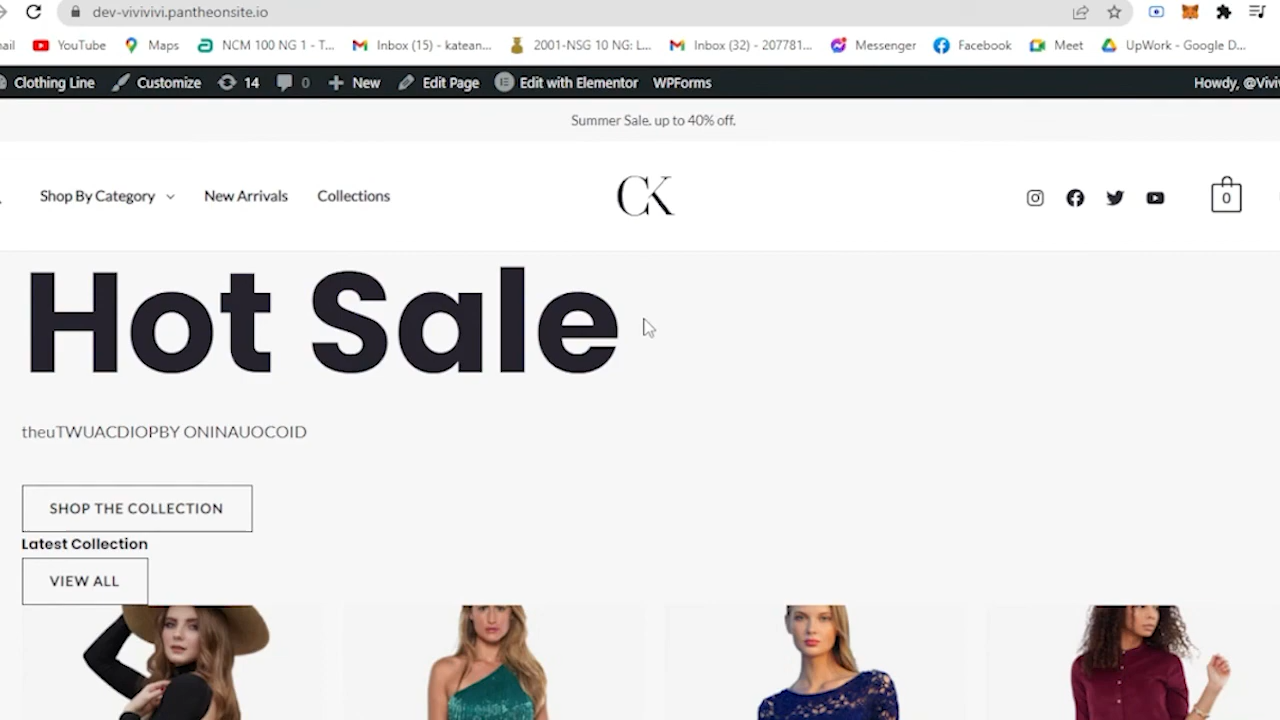 dev-vivivivi.pantheonsite.io
ail YouTube Maps NCM 100 NG 1 - T... Inbox (15) - katean... 2001-NSG 10 NG: L... Inbox (32) - 207781... Messenger Facebook Meet UpWork - Google D...
Clothing Line Customize 14 0 New Edit Page Edit with Elementor WPForms Howdy, @Vivi
Summer Sale. up to 40% off.
Shop By Category New Arrivals Collections CK 0
Hot Sale
theuTWUACDIOPBY ONINAUOCOID
SHOP THE COLLECTION
Latest Collection
VIEW ALL